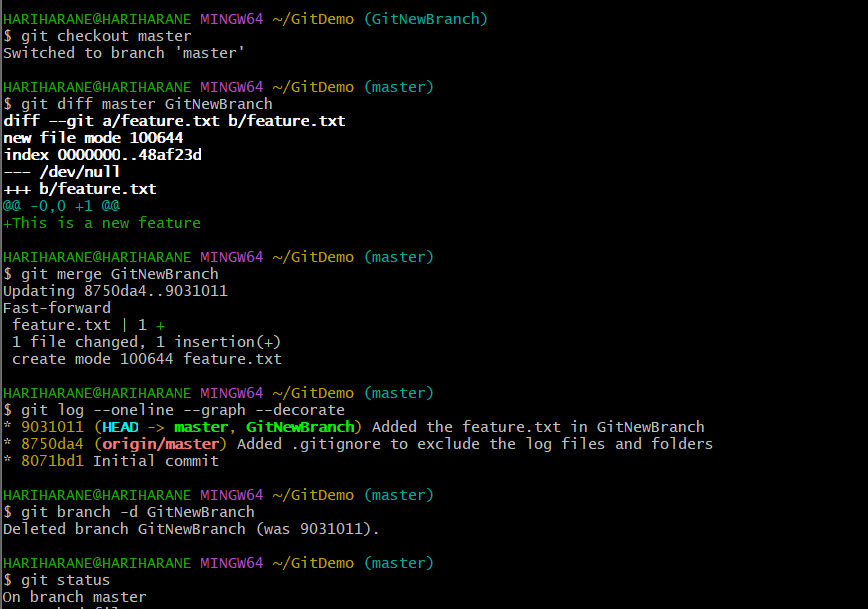 HARIHARANE@HARIHARANE MINGW64 ~/GitDemo (GitNewBranch)
$ git checkout master
Switched to branch 'master'
HARIHARANE@HARIHARANE MINGW64 ~/GitDemo (master)
$ git diff master GitNewBranch
diff --git a/feature.txt b/feature.txt
new file mode 100644
index 0000000..48af23d
--- /dev/null
+++ b/feature.txt
@@ -0,0 +1 @@
+This is a new feature
HARIHARANE@HARIHARANE MINGW64 ~/GitDemo (master)
$ git merge GitNewBranch
Updating 8750da4..9031011
Fast-forward
 feature.txt | 1 +
 1 file changed, 1 insertion(+)
 create mode 100644 feature.txt
HARIHARANE@HARIHARANE MINGW64 ~/GitDemo (master)
$ git log --oneline --graph --decorate
* 9031011 (HEAD -> master, GitNewBranch) Added the feature.txt in GitNewBranch
* 8750da4 (origin/master) Added .gitignore to exclude the log files and folders
* 8071bd1 Initial commit
HARIHARANE@HARIHARANE MINGW64 ~/GitDemo (master)
$ git branch -d GitNewBranch
Deleted branch GitNewBranch (was 9031011).
HARIHARANE@HARIHARANE MINGW64 ~/GitDemo (master)
$ git status
On branch master